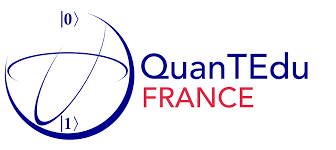 |0⟩
QuanTEdu
FRANCE
|1⟩